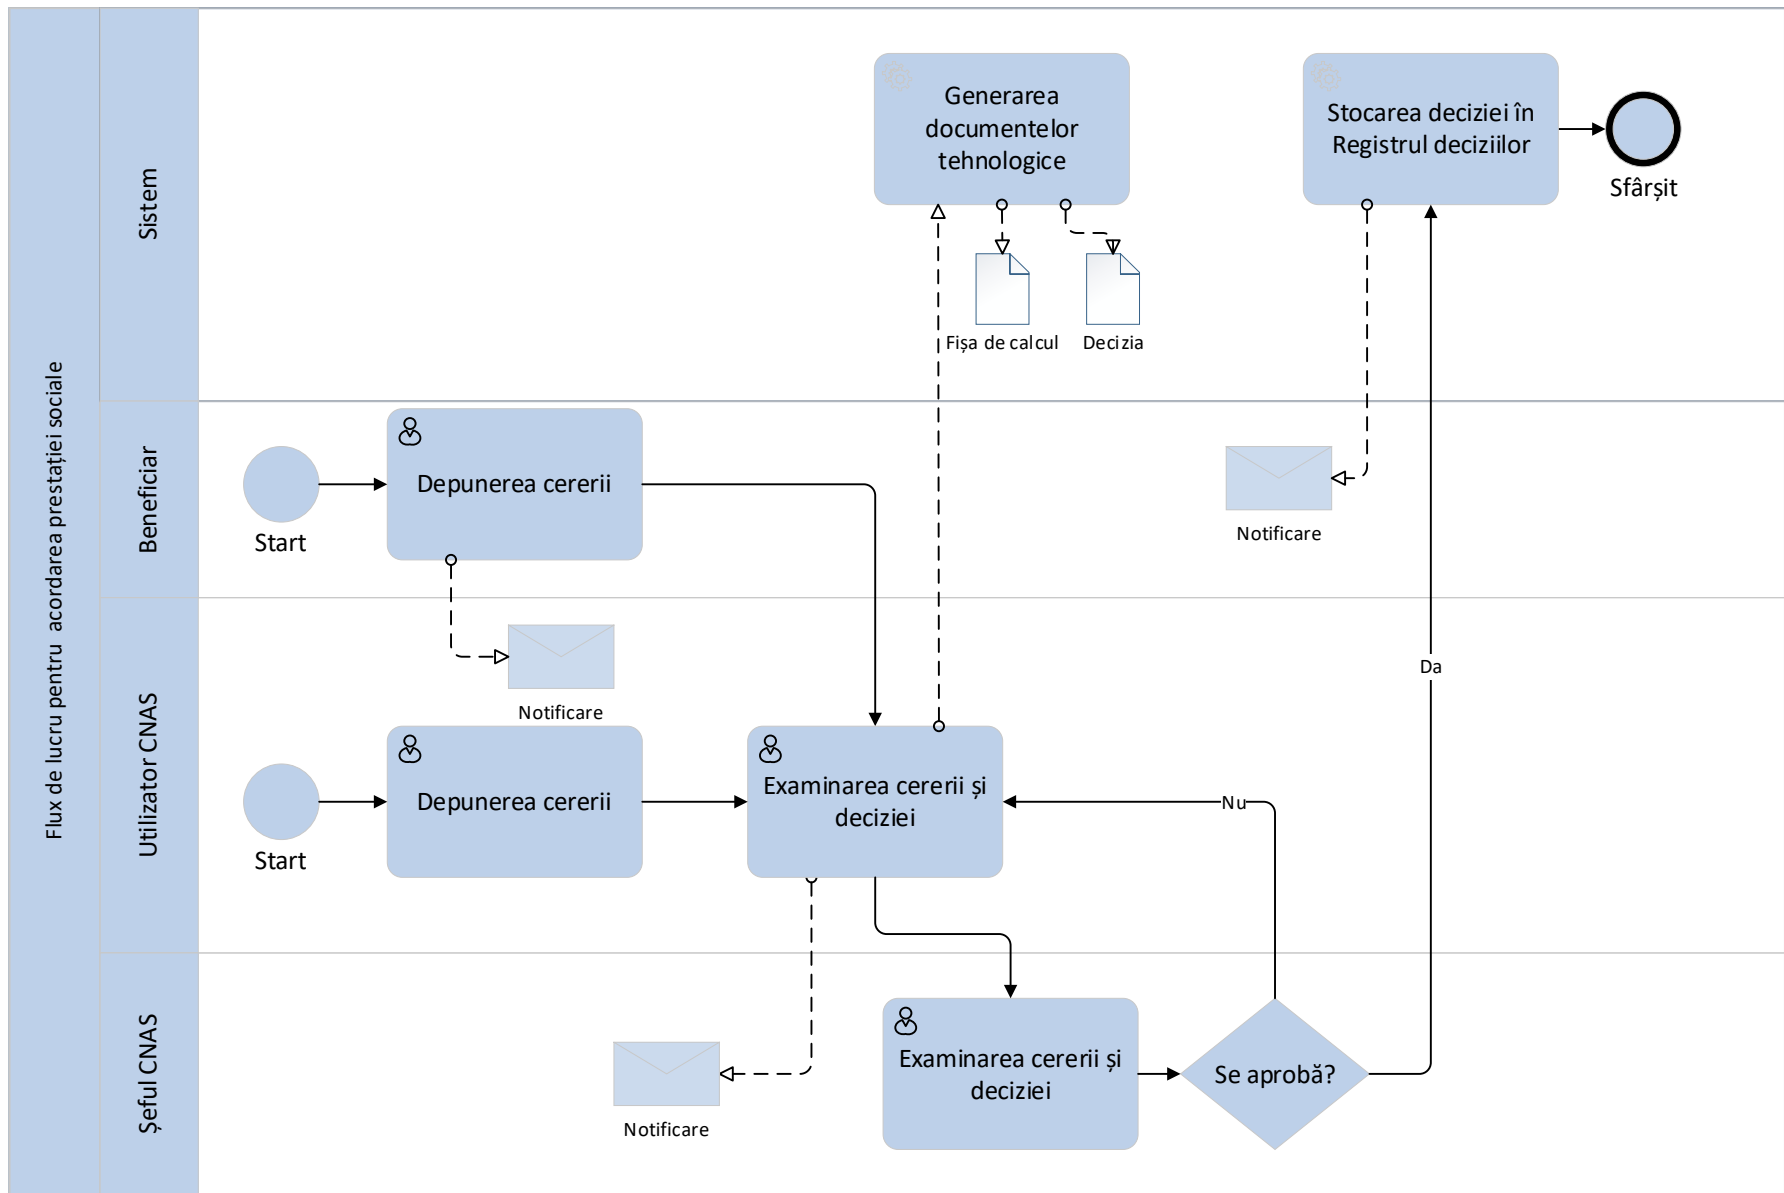 Flux de lucru pentru acordarea prestației sociale
Sistem
Generarea
documentelor
tehnologice
Fișa de calcul
Decizia
Stocarea deciziei în
Registrul deciziilor
Sfârșit
Beneficiar
Start
Depunerea cererii
Notificare
Utilizator CNAS
Notificare
Start
Depunerea cererii
Examinarea cererii și
deciziei
Nu
Da
Șeful CNAS
Notificare
Examinarea cererii și
deciziei
Se aprobă?